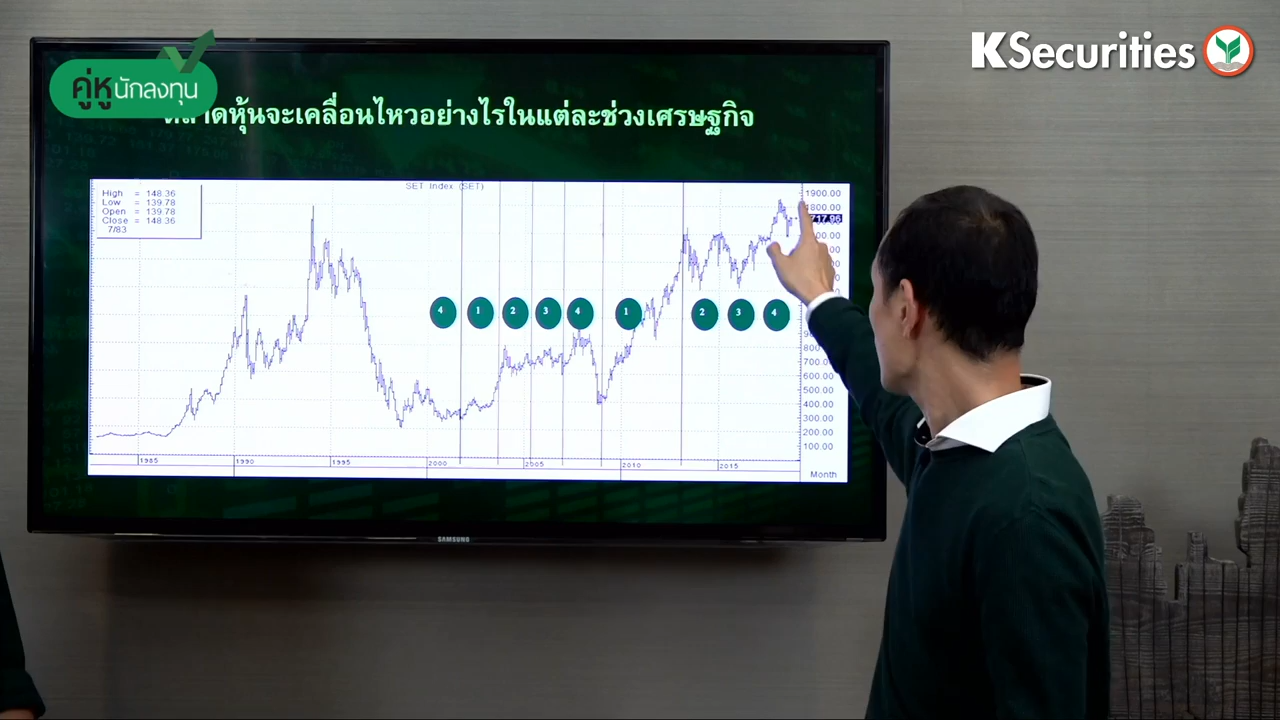 คู่หูนักลงทุน
KSecurities
ตลาดหุ้นจะเคลื่อนไหวอย่างไรในแต่ละช่วงเศรษฐกิจ
SET Index (SET)
High = 148.36
Low = 139.78
Open = 139.78
Close = 148.36
7/83
1900.00
1800.00
717.96
4 1 2 3 4 1 2 3 4
800.00
700.00
600.00
500.00
400.00
300.00
200.00
100.00
1985 1990 1995 2000 2005 2010 2015
Month
SAMSUNG